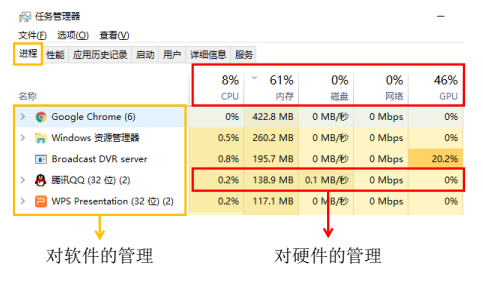 任务管理器
文件(F) 选项(O) 查看(V)
进程 性能 应用历史记录 启动 用户 详细信息 服务
8% 61% 0% 0% 46%
名称 CPU 内存 磁盘 网络 GPU
Google Chrome (6) 0% 422.8 MB 0 MB/秒 0 Mbps 0%
Windows 资源管理器 0.5% 260.2 MB 0 MB/秒 0 Mbps 0%
Broadcast DVR server 0.8% 195.7 MB 0 MB/秒 0 Mbps 20.2%
腾讯QQ (32 位) (2) 0.2% 138.9 MB 0.1 MB/秒 0 Mbps 0%
WPS Presentation (32 位) (2) 0.2% 117.1 MB 0 MB/秒 0 Mbps 0%
对软件的管理 对硬件的管理